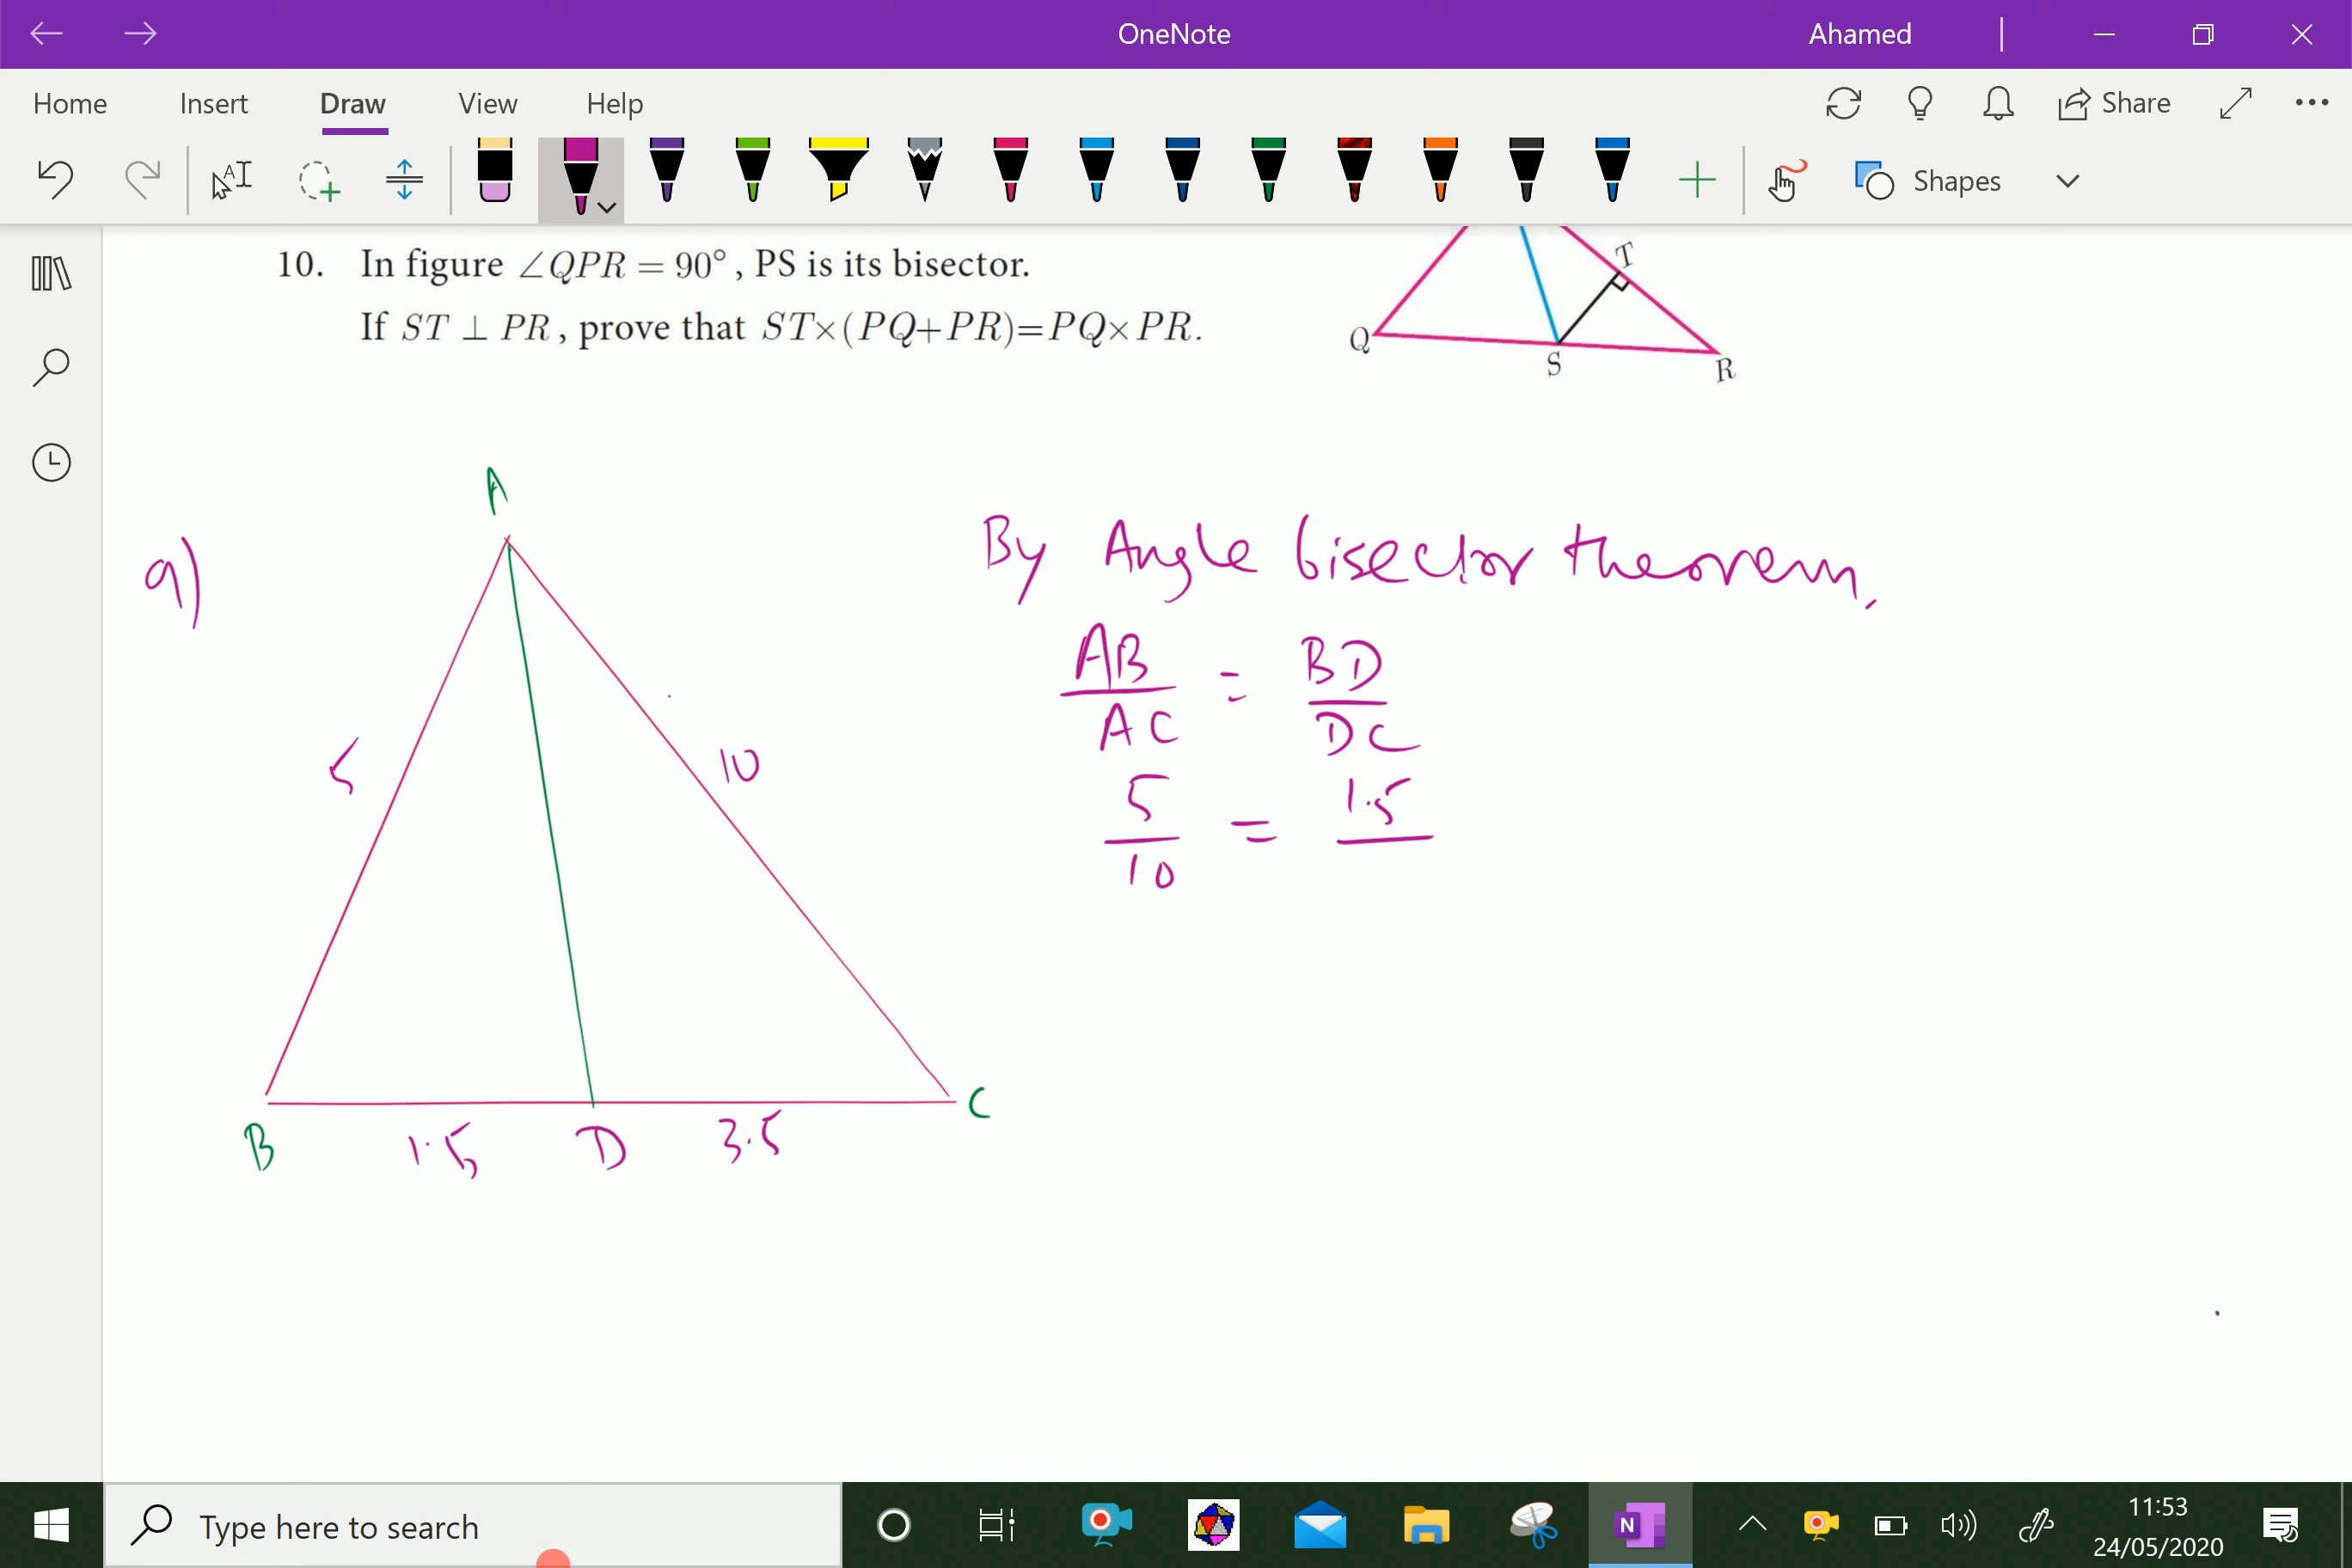 OneNote
Ahamed
Home Insert Draw View Help
Share
Shapes
10. In figure ∠QPR = 90°, PS is its bisector.
If ST ⊥ PR, prove that ST×(PQ+PR)=PQ×PR.
T
Q
S
R
9)
A
5
10
B
1.5
D
3.5
C
By Angle bisector theorem,
AB/AC = BD/DC
5/10 = 1.5/
Type here to search
N
11:53
24/05/2020